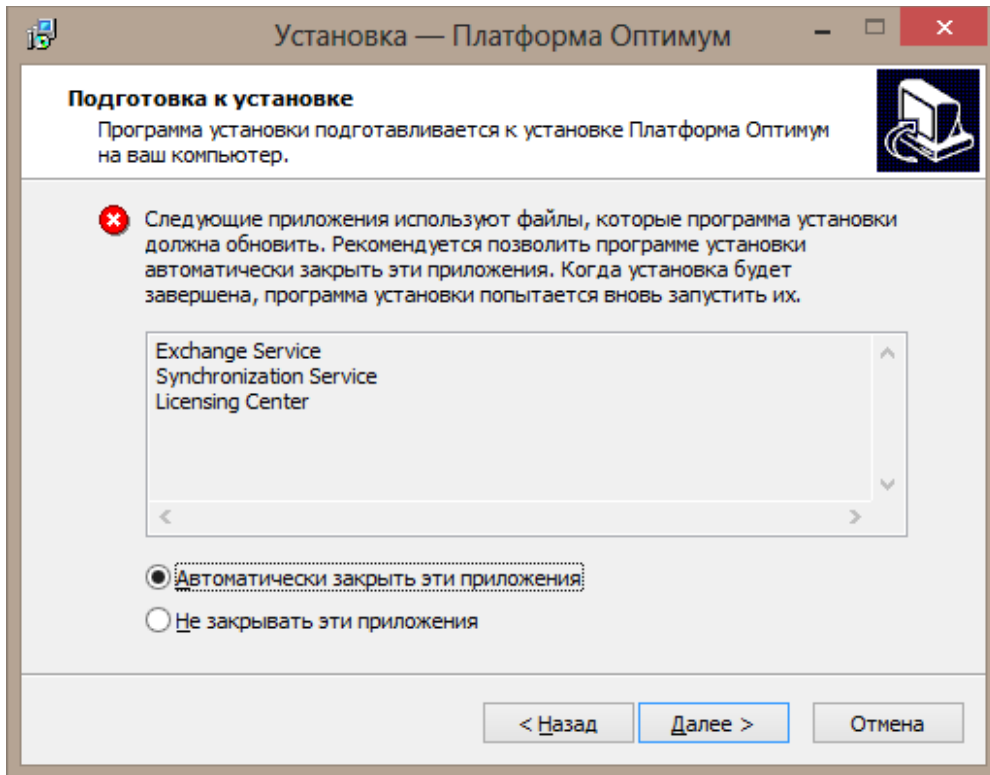 Установка — Платформа Оптимум
Подготовка к установке
Программа установки подготавливается к установке Платформа Оптимум
на ваш компьютер.
Следующие приложения используют файлы, которые программа установки
должна обновить. Рекомендуется позволить программе установки
автоматически закрыть эти приложения. Когда установка будет
завершена, программа установки попытается вновь запустить их.
Exchange Service
Synchronization Service
Licensing Center
Автоматически закрыть эти приложения
Не закрывать эти приложения
< Назад
Далее >
Отмена